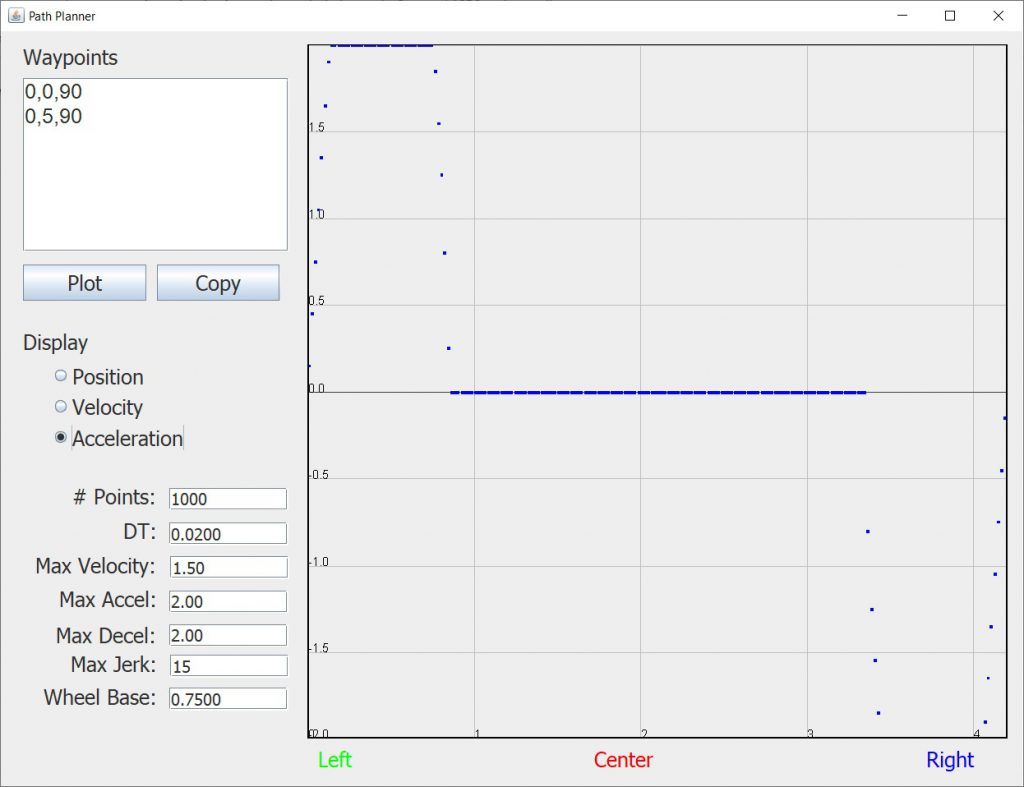 Path Planner
Waypoints
0,0,90
0,5,90
Plot Copy
Display
Position
Velocity
Acceleration
# Points: 1000
DT: 0.0200
Max Velocity: 1.50
Max Accel: 2.00
Max Decel: 2.00
Max Jerk: 15
Wheel Base: 0.7500
1.5
1.0
0.5
0.0
-0.5
-1.0
-1.5
1 2 3 4
Left Center Right